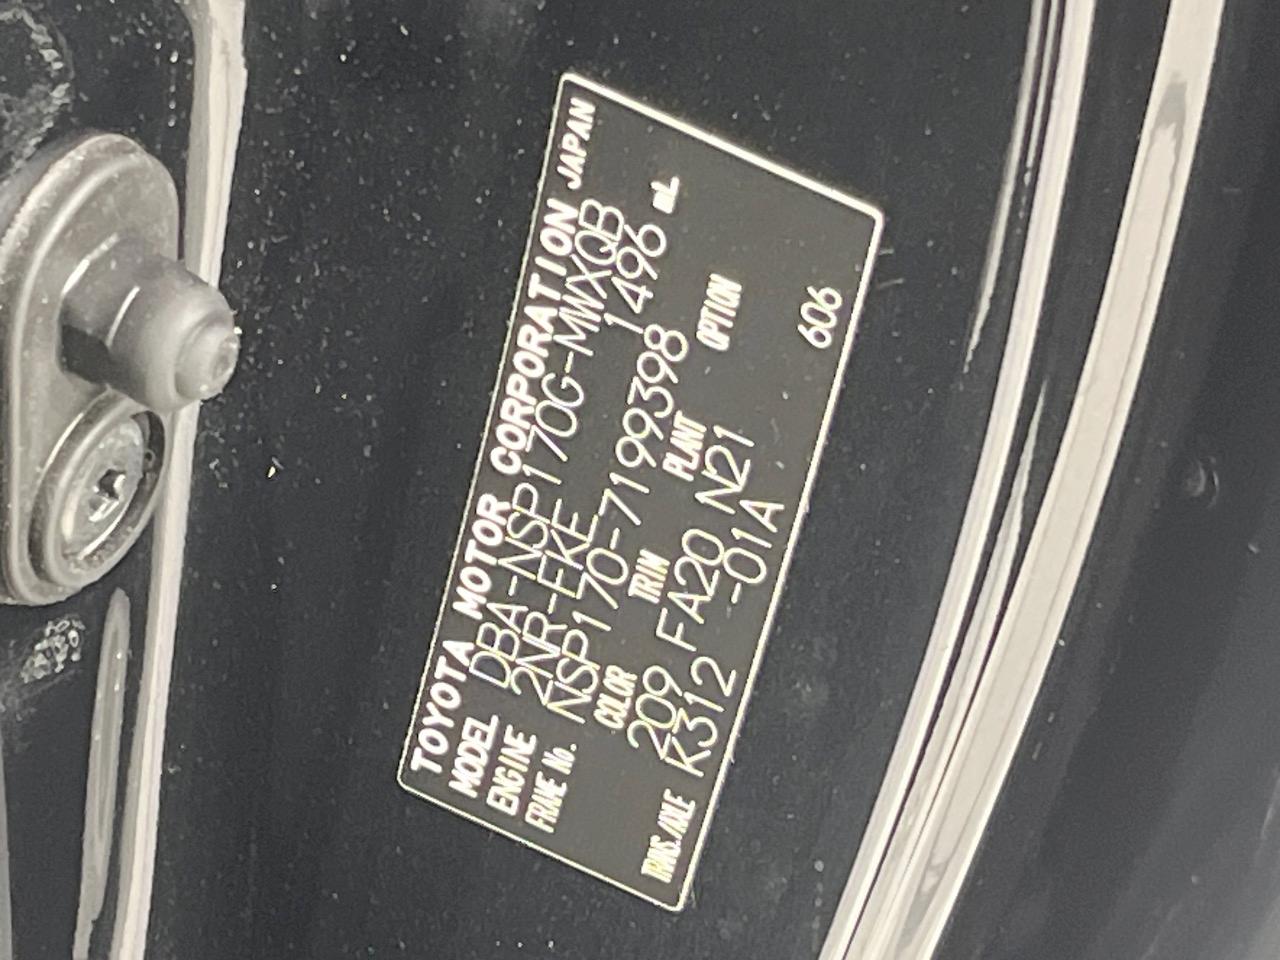 TOYOTA MOTOR CORPORATION JAPAN
MODEL DBA-NSP170G-MWXQB
ENGINE 2NR-FKE 1496 mL
FRAME No. NSP170-7199398
COLOR TRIM PLANT OPTION
209 FA20 N21
TRANS./AXLE K312 -01A 606